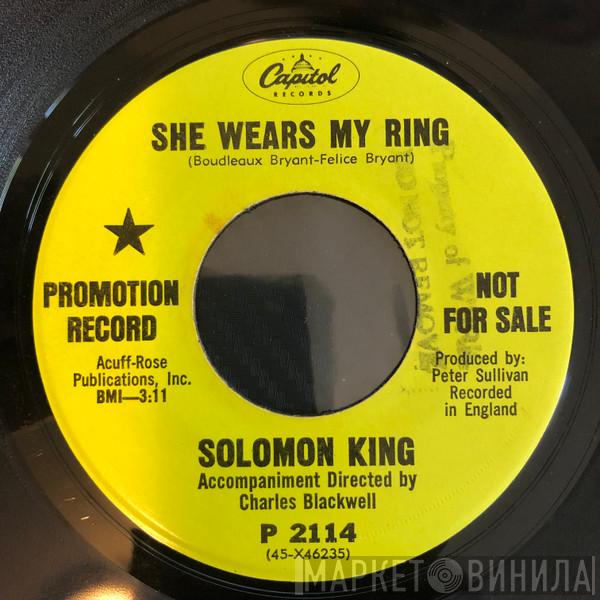 Capitol
RECORDS
SHE WEARS MY RING
(Boudleaux Bryant-Felice Bryant)
PROMOTION
RECORD
Acuff-Rose
Publications, Inc.
BMI—3:11
NOT
FOR SALE
Produced by:
Peter Sullivan
Recorded
in England
Property of
DO NOT REMOVE
SOLOMON KING
Accompaniment Directed by
Charles Blackwell
P 2114
(45-X46235)
МАРКЕТ ВИНИЛА